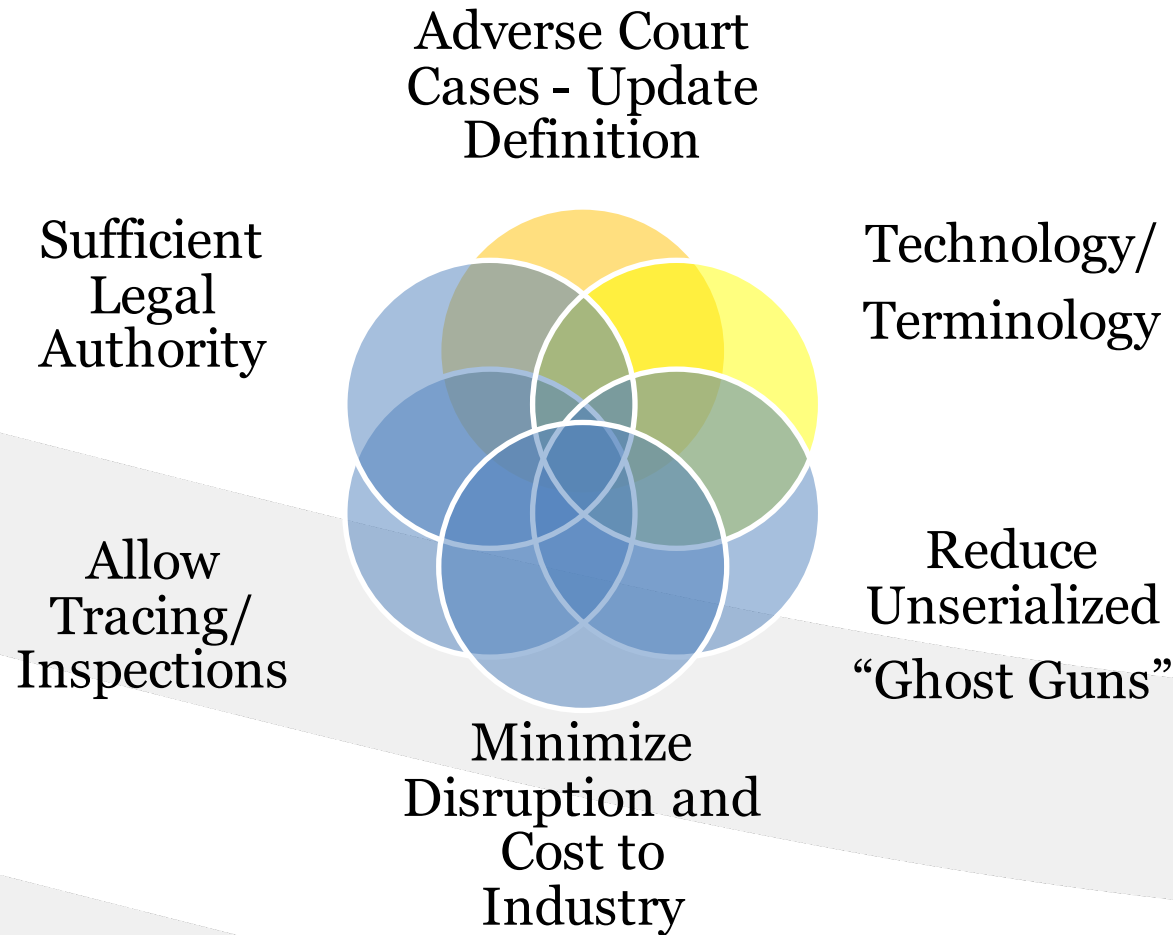 Adverse Court
Cases - Update
Definition
Technology/
Terminology
Reduce
Unserialized
“Ghost Guns”
Minimize
Disruption and
Cost to
Industry
Allow
Tracing/
Inspections
Sufficient
Legal
Authority